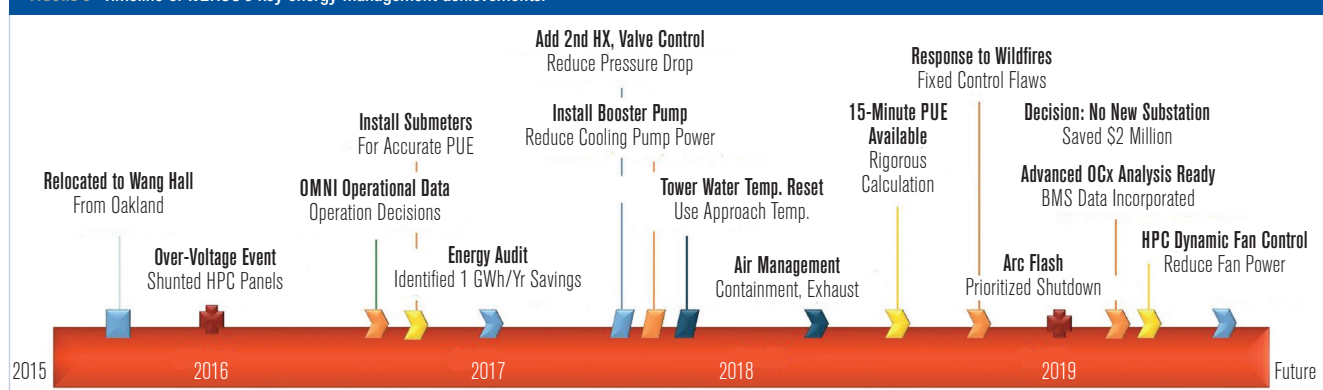 Add 2nd HX, Valve Control
Reduce Pressure Drop
Response to Wildfires
Fixed Control Flaws
Install Submeters
For Accurate PUE
Install Booster Pump
Reduce Cooling Pump Power
15-Minute PUE
Available
Rigorous
Calculation
Decision: No New Substation
Saved $2 Million
Relocated to Wang Hall
From Oakland
OMNI Operational Data
Operation Decisions
Tower Water Temp. Reset
Use Approach Temp.
Advanced OCx Analysis Ready
BMS Data Incorporated
Over-Voltage Event
Shunted HPC Panels
Energy Audit
Identified 1 GWh/Yr Savings
Air Management
Containment, Exhaust
Arc Flash
Prioritized Shutdown
HPC Dynamic Fan Control
Reduce Fan Power
2015
2016
2017
2018
2019
Future